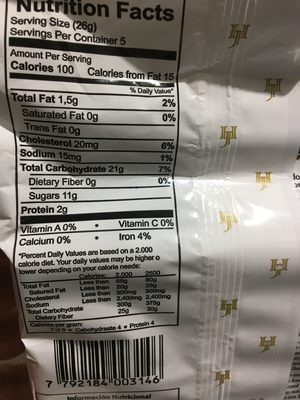 Nutrition Facts
Serving Size (26g)
Servings Per Container 5
Amount Per Serving
Calories 100 Calories from Fat 15
% Daily Value*
Total Fat 1,5g 2%
Saturated Fat 0g 0%
Trans Fat 0g
Cholesterol 20mg 6%
Sodium 15mg 1%
Total Carbohydrate 21g 7%
Dietary Fiber 0g 0%
Sugars 11g
Protein 2g
Vitamin A 0% • Vitamin C 0%
Calcium 0% • Iron 4%
*Percent Daily Values are based on a 2.000
calorie diet. Your daily values may be higher o
lower depending on your calorie needs:
Calories: 2.000 2500
Total Fat Less than 65g 80g
Satured Fat Less than 20g 25g
Cholesterol Less than 300mg 300mg
Sodium Less than 2,400mg 2,400mg
Total Carbohydrate 300g 375g
Dietary Fiber 25g 30g
Calories per gram:
Fat 9 • Cabohydreate 4 • Protein 4
7 792184 003146
Información Nutricional